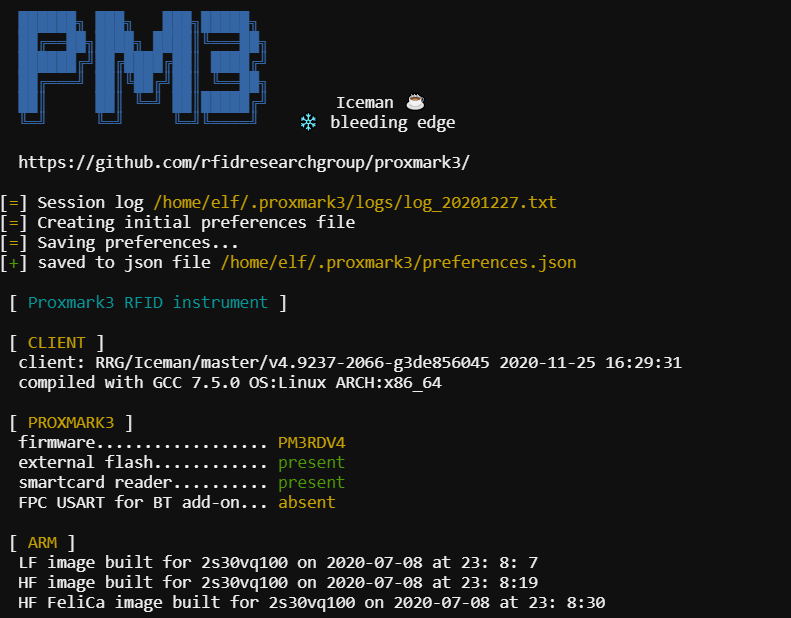 PM3
Iceman ☕
❄ bleeding edge
https://github.com/rfidresearchgroup/proxmark3/
[=] Session log /home/elf/.proxmark3/logs/log_20201227.txt
[=] Creating initial preferences file
[=] Saving preferences...
[+] saved to json file /home/elf/.proxmark3/preferences.json
[ Proxmark3 RFID instrument ]
[ CLIENT ]
client: RRG/Iceman/master/v4.9237-2066-g3de856045 2020-11-25 16:29:31
compiled with GCC 7.5.0 OS:Linux ARCH:x86_64
[ PROXMARK3 ]
firmware.................. PM3RDV4
external flash............ present
smartcard reader.......... present
FPC USART for BT add-on... absent
[ ARM ]
LF image built for 2s30vq100 on 2020-07-08 at 23: 8: 7
HF image built for 2s30vq100 on 2020-07-08 at 23: 8:19
HF FeliCa image built for 2s30vq100 on 2020-07-08 at 23: 8:30